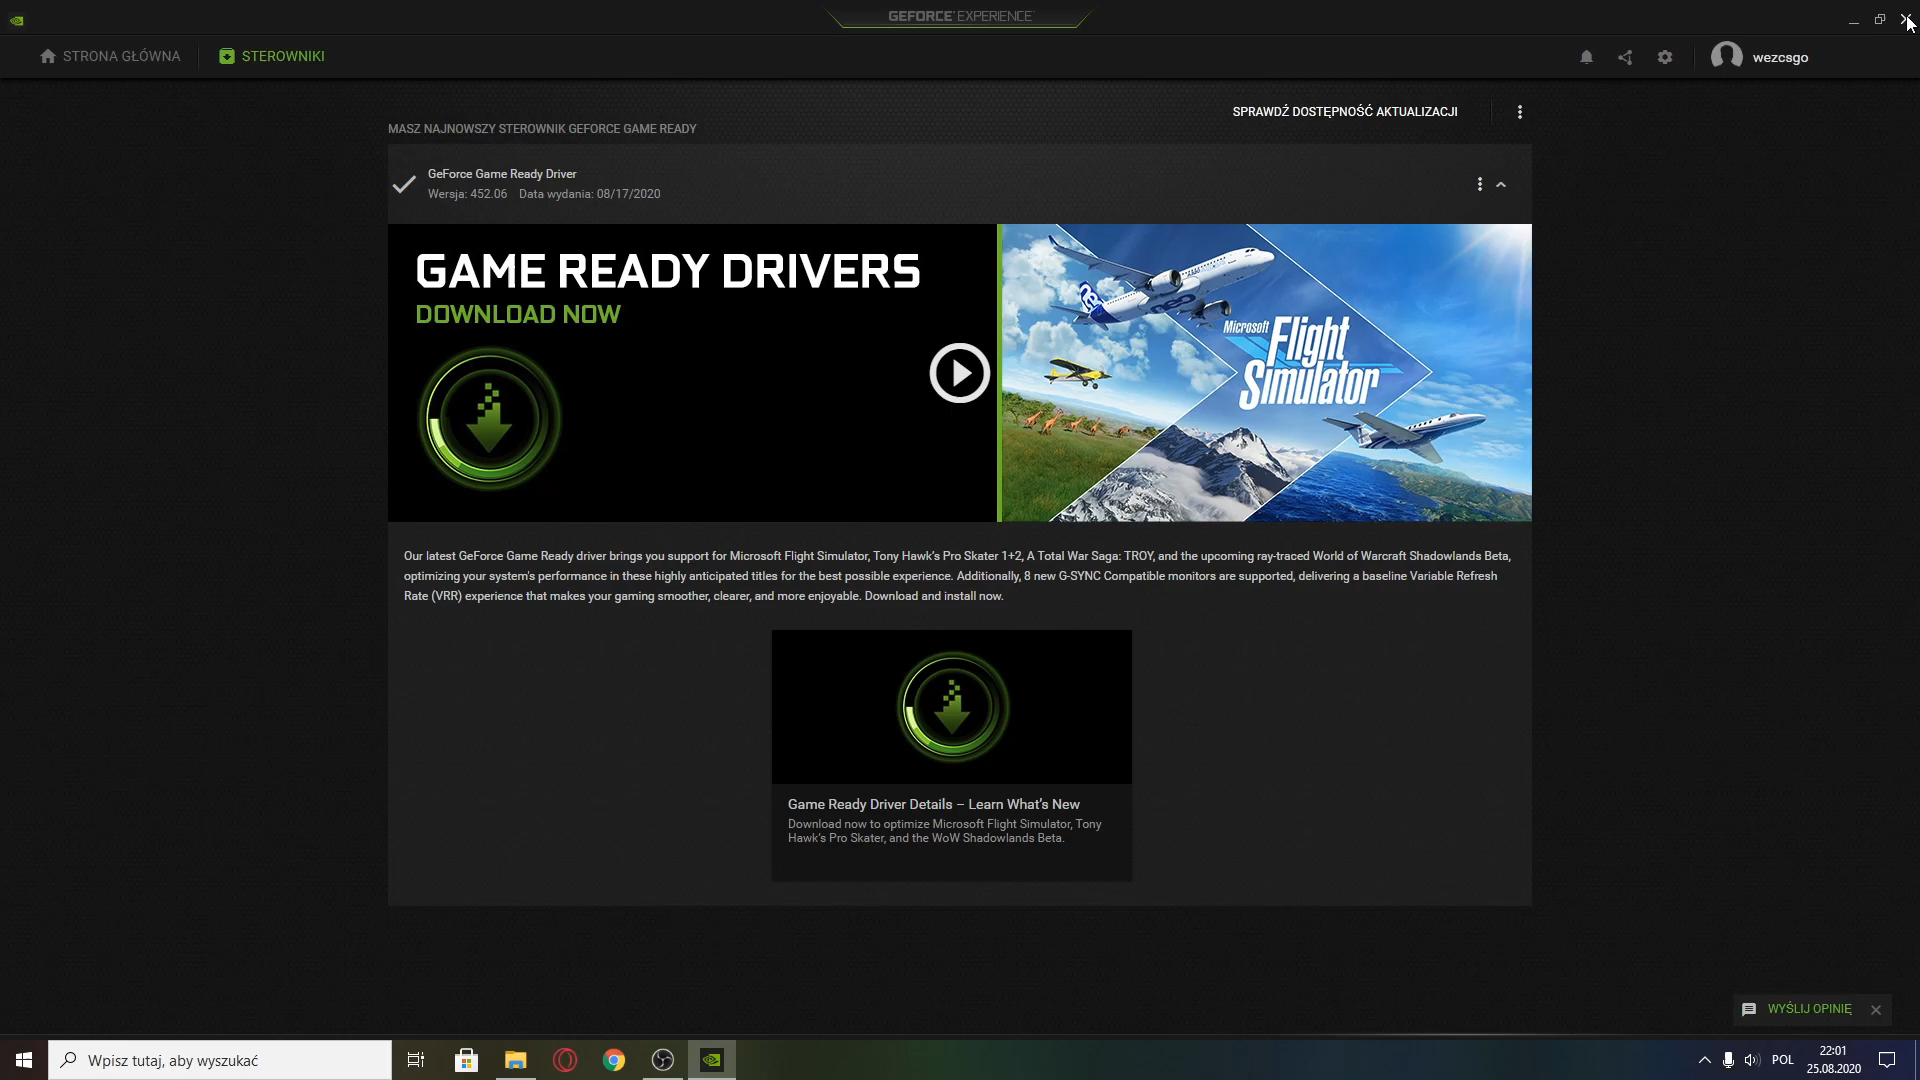 GEFORCE EXPERIENCE
STRONA GŁÓWNA
STEROWNIKI
wezcsgo
SPRAWDŹ DOSTĘPNOŚĆ AKTUALIZACJI
MASZ NAJNOWSZY STEROWNIK GEFORCE GAME READY
GeForce Game Ready Driver
Wersja: 452.06 Data wydania: 08/17/2020
GAME READY DRIVERS
DOWNLOAD NOW
Microsoft
Flight
Simulator
Our latest GeForce Game Ready driver brings you support for Microsoft Flight Simulator, Tony Hawk's Pro Skater 1+2, A Total War Saga: TROY, and the upcoming ray-traced World of Warcraft Shadowlands Beta,
optimizing your system's performance in these highly anticipated titles for the best possible experience. Additionally, 8 new G-SYNC Compatible monitors are supported, delivering a baseline Variable Refresh
Rate (VRR) experience that makes your gaming smoother, clearer, and more enjoyable. Download and install now.
Game Ready Driver Details – Learn What's New
Download now to optimize Microsoft Flight Simulator, Tony
Hawk's Pro Skater, and the WoW Shadowlands Beta.
WYŚLIJ OPINIĘ
Wpisz tutaj, aby wyszukać
POL
22:01
25.08.2020